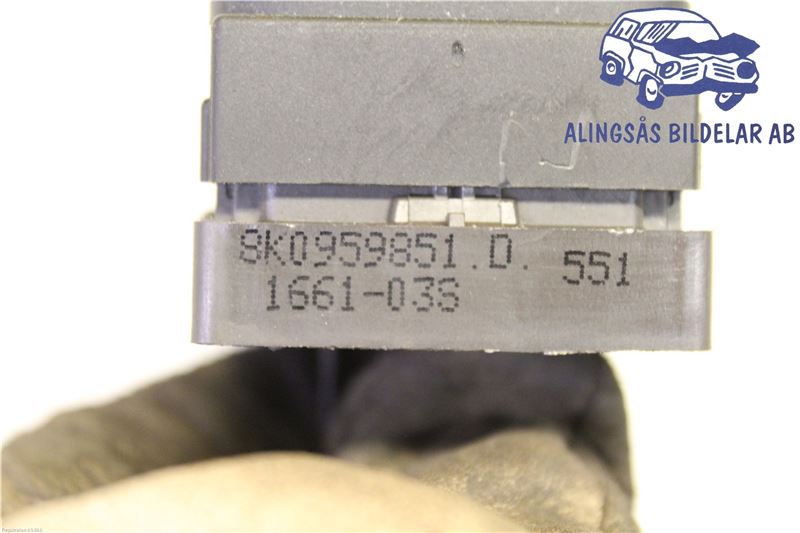 ALINGSÅS BILDELAR AB
8K0959851.D. 551
1661-03S